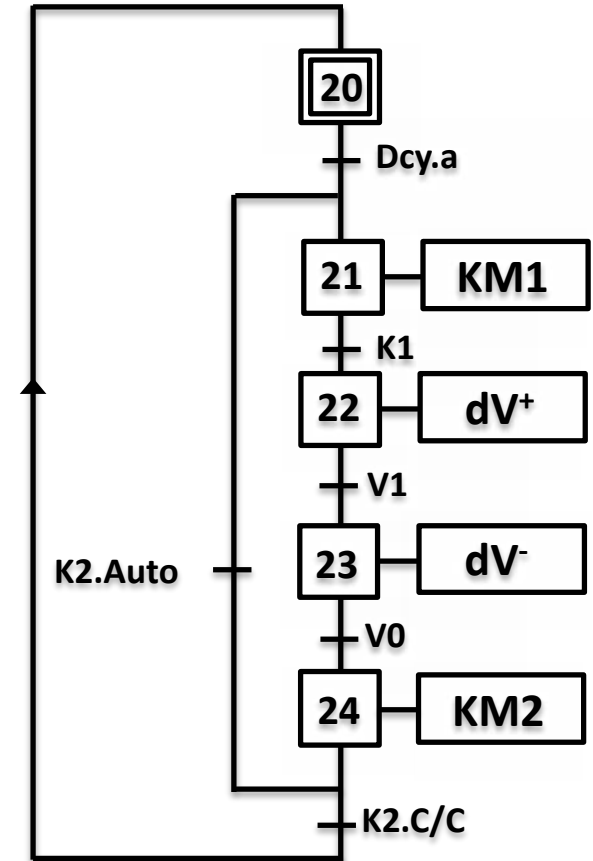 20
Dcy.a
21 KM1
K1
22 dV⁺
V1
K2.Auto
23 dV⁻
V0
24 KM2
K2.C/C